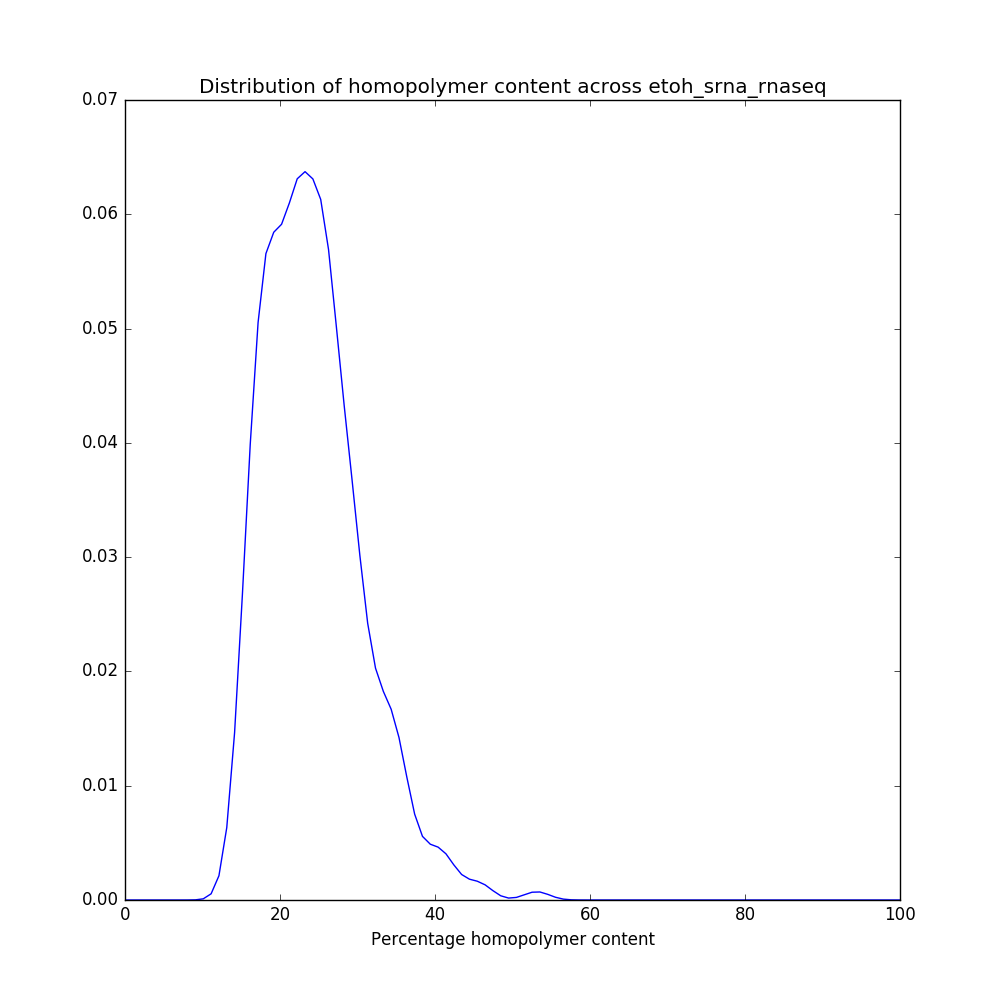 Distribution of homopolymer content across etoh_srna_rnaseq
0.07
0.06
0.05
0.04
0.03
0.02
0.01
0.00
0 20 40 60 80 100
Percentage homopolymer content